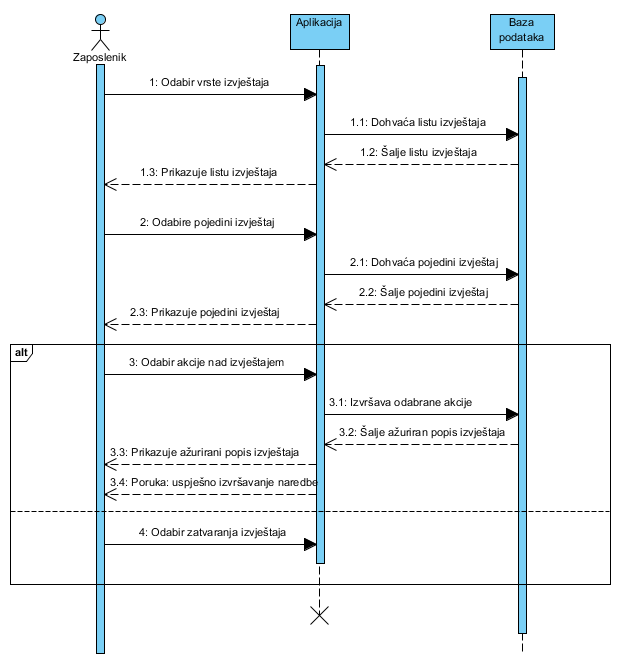 Zaposlenik
Aplikacija
Baza
podataka
1: Odabir vrste izvještaja
1.1: Dohvaća listu izvještaja
1.2: Šalje listu izvještaja
1.3: Prikazuje listu izvještaja
2: Odabire pojedini izvještaj
2.1: Dohvaća pojedini izvještaj
2.2: Šalje pojedini izvještaj
2.3: Prikazuje pojedini izvještaj
alt
3: Odabir akcije nad izvještajem
3.1: Izvršava odabrane akcije
3.2: Šalje ažuriran popis izvještaja
3.3: Prikazuje ažurirani popis izvještaja
3.4: Poruka: uspješno izvršavanje naredbe
4: Odabir zatvaranja izvještaja